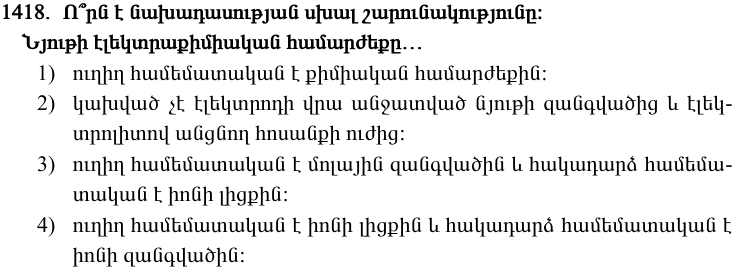 1418. Ո՞րն է նախադասության սխալ շարունակությունը:
Նյութի էլեկտրաքիմիական համարժեքը…
1) ուղիղ համեմատական է քիմիական համարժեքին:
2) կախված չէ էլեկտրոդի վրա անջատված նյութի զանգվածից և էլեկ-
տրոլիտով անցնող հոսանքի ուժից:
3) ուղիղ համեմատական է մոլային զանգվածին և հակադարձ համեմա-
տական է իոնի լիցքին:
4) ուղիղ համեմատական է իոնի լիցքին և հակադարձ համեմատական է
իոնի զանգվածին: